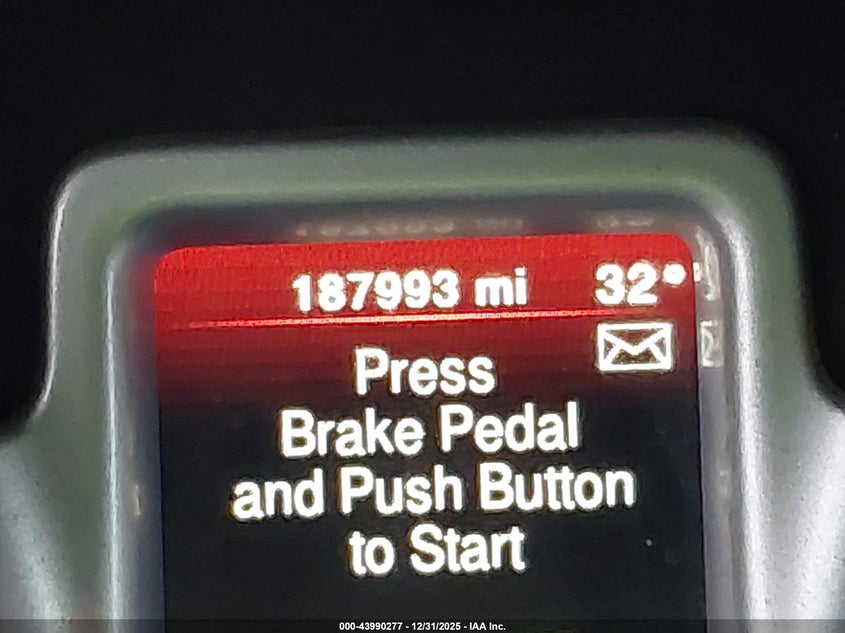 187993 mi 32°
Press
Brake Pedal
and Push Button
to Start
000-43990277 - 12/31/2025 - IAA Inc.